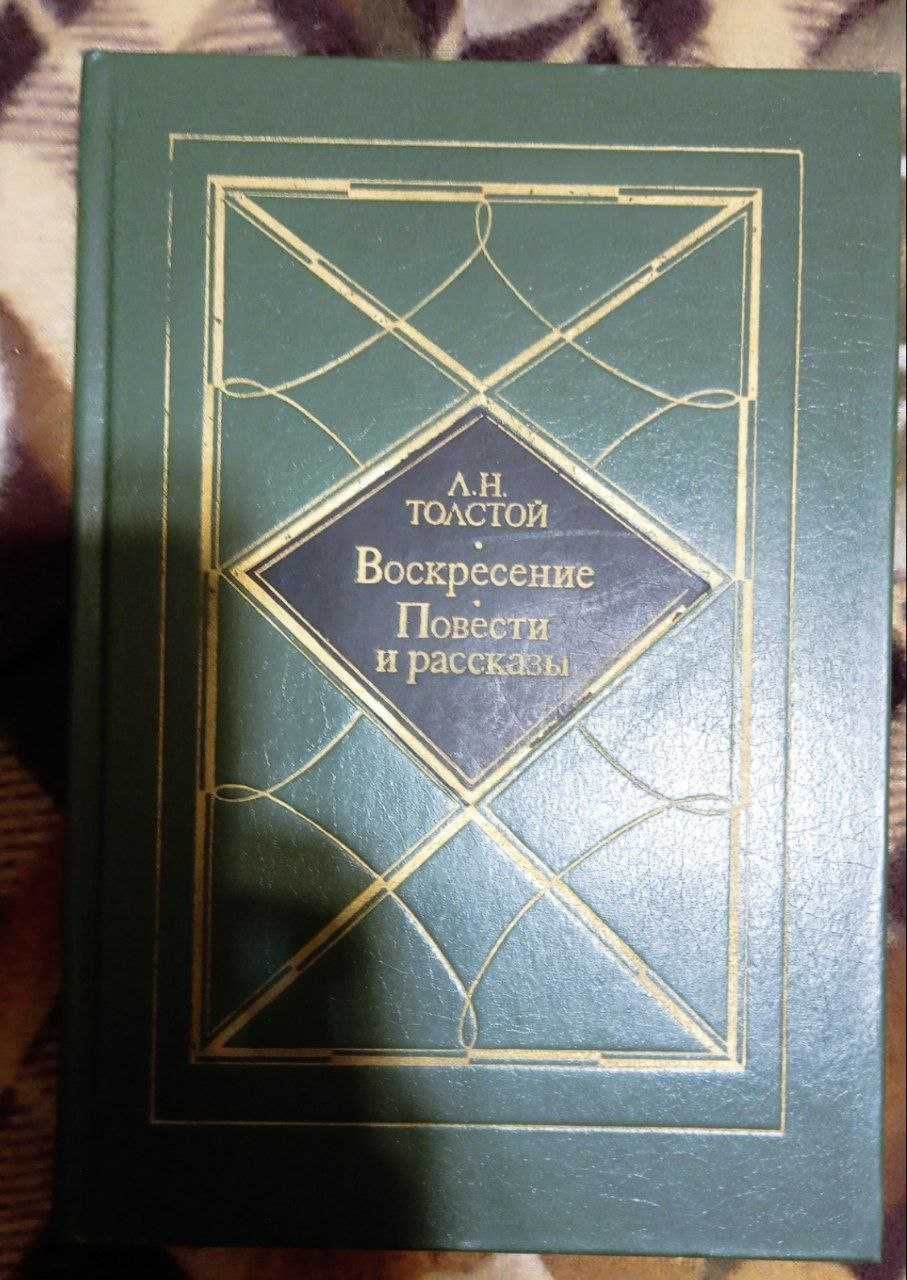 Л.Н.
ТОЛСТОЙ
Воскресение
Повести
и рассказы